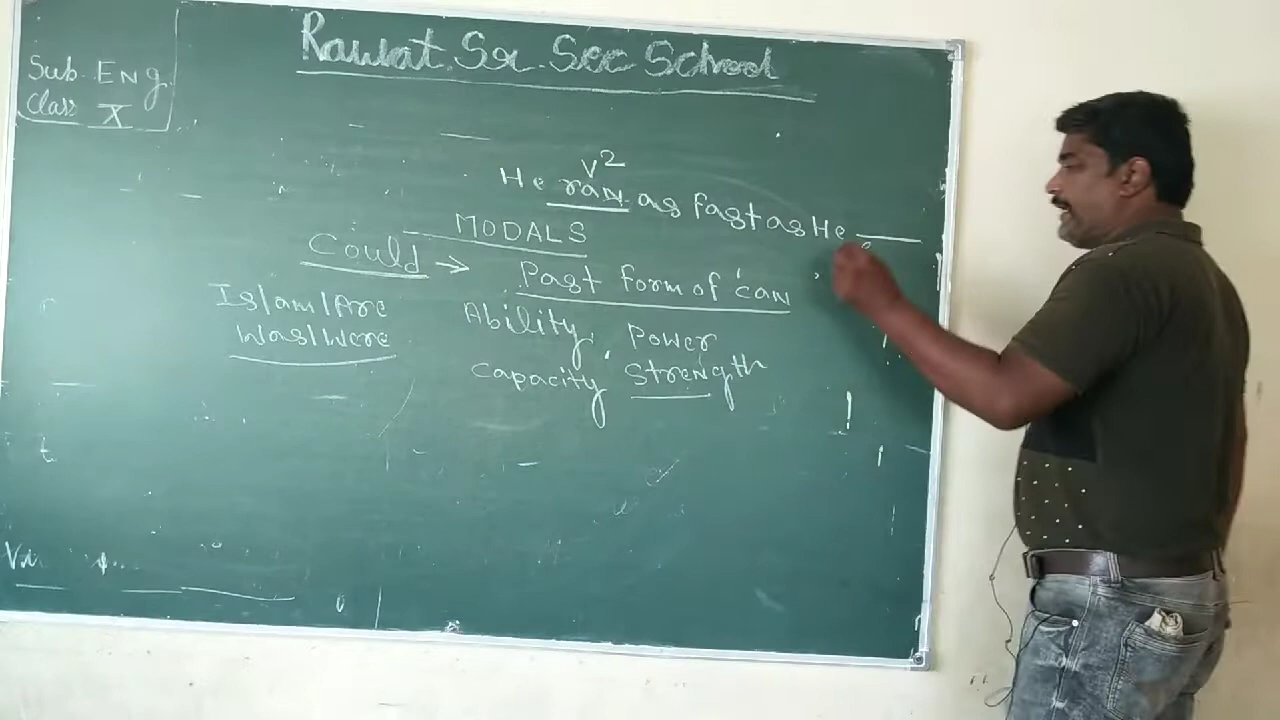 Rawat Sr. Sec School
Sub. Eng.
Class X
V2
He ran as fast as He ____
MODALS
Could → Past form of 'can'
Is/am/Are
Was/Were
Ability, Power
Capacity Strength